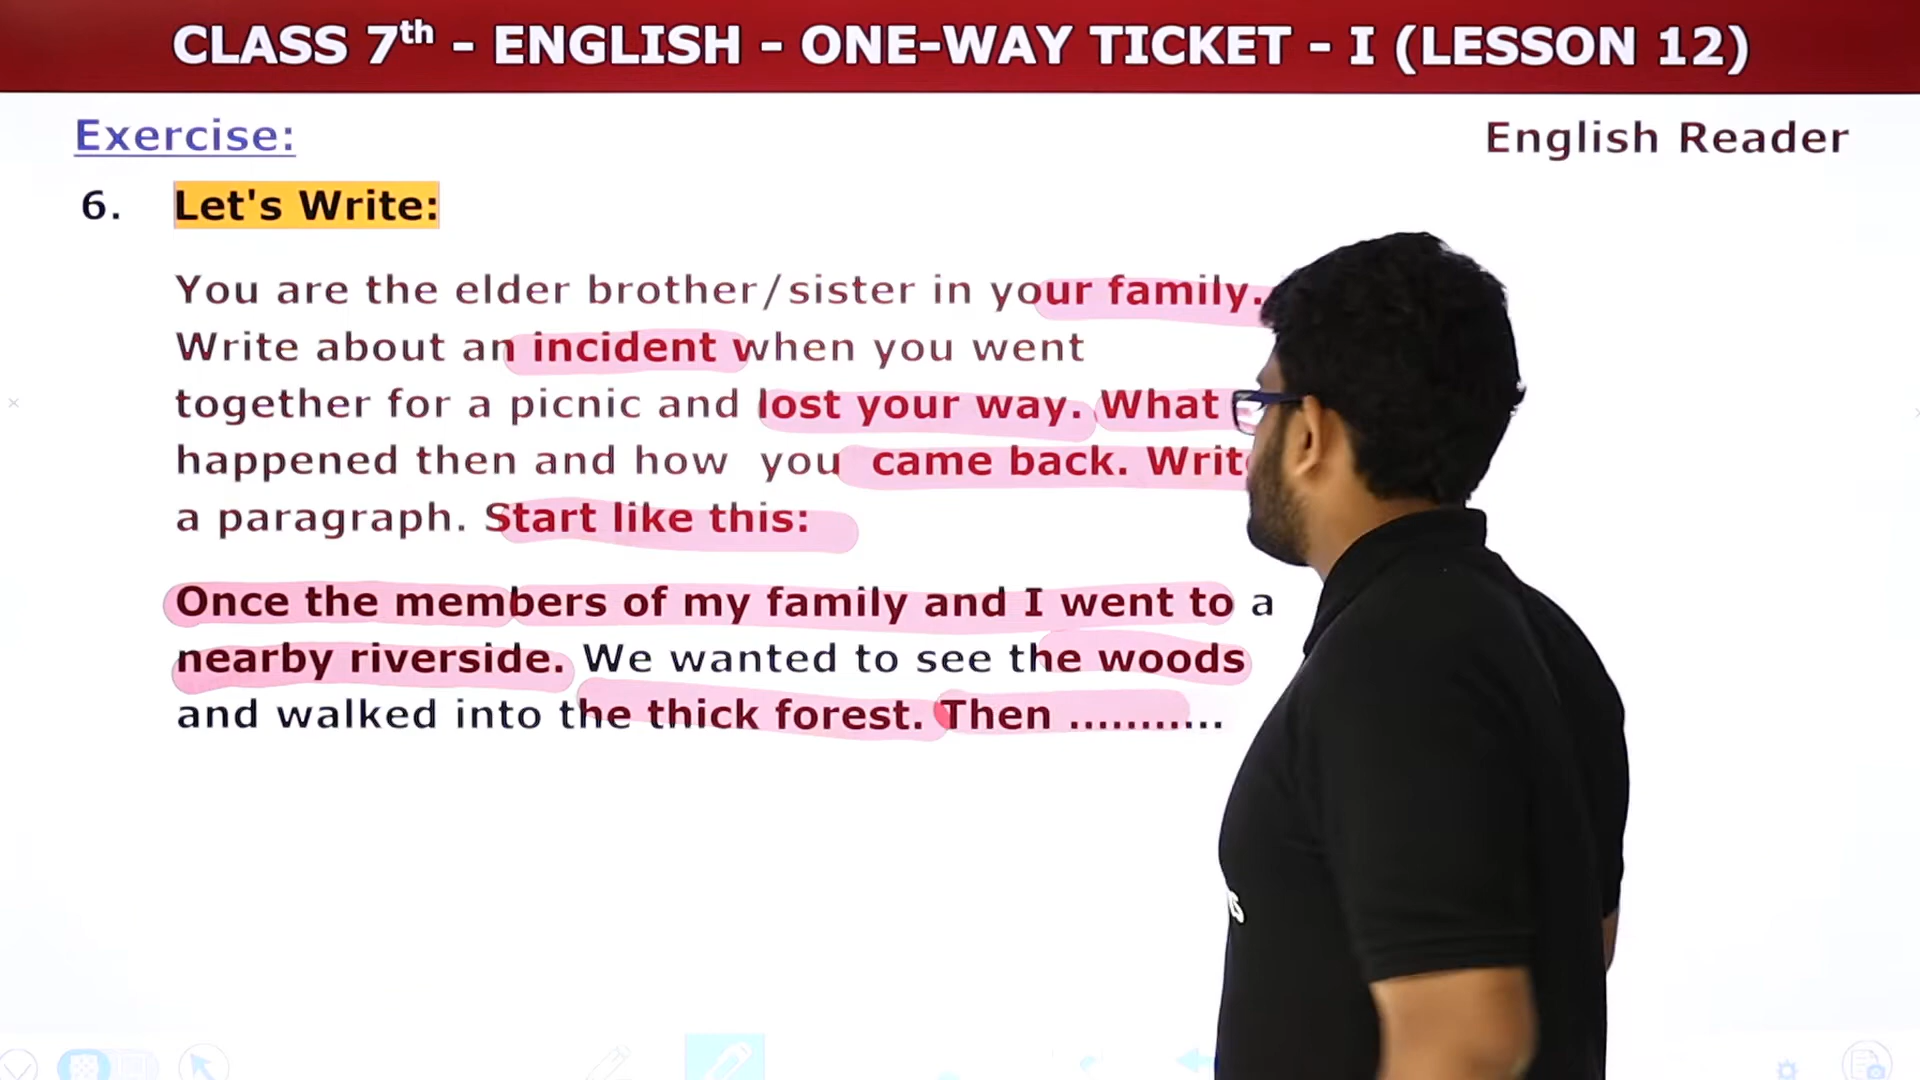 CLASS 7th - ENGLISH - ONE-WAY TICKET - I (LESSON 12)
Exercise:
English Reader
6. Let's Write:
You are the elder brother/sister in your family.
Write about an incident when you went
together for a picnic and lost your way. What
happened then and how you came back. Write
a paragraph. Start like this:
Once the members of my family and I went to a
nearby riverside. We wanted to see the woods
and walked into the thick forest. Then ...........